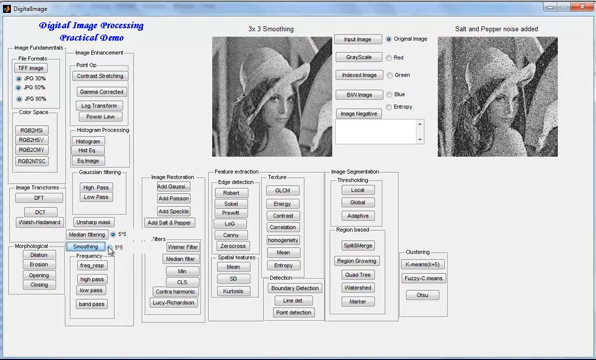 DigitalImage
Digital Image Processing
Practical Demo
Image Fundamentals
File Formats
TIFF image
JPG 30%
JPG 50%
JPG 90%
Color Space
RGB2HSI
RGB2HSV
RGB2CMY
RGB2NTSC
Image Transforms
DFT
DCT
Walsh-Hadamard
Morphological
Dilation
Erosion
Opening
Closing
Image Enhancement
Point Op
Contrast Stretching
Gamma Corrected
Log Transform
Power Law
Histogram Processing
Histogram
Hist Eq.
Eq.Image
Gaussian filtering
High Pass
Low Pass
Unsharp mask
Median filtering
5*5
Smoothing
5*5
Frequency
freq_resp
high pass
low pass
band pass
3x 3 Smoothing
Input Image
Original Image
GrayScale
Red
Indexed Image
Green
B/W Image
Blue
Entropy
Image Negative
Salt and Pepper noise added
Image Restoration
Add Gaussi...
Add Poisson
Add Speckle
Add Salt & Pepper
filters
Weiner Filter
Median filter
Min
CLS
Contra harmonic
Lucy-Richardson.
Feature extraction
Edge detection
Robert
Sobel
Prewitt
LoG
Canny
Zerocross
Spatial features
Mean
SD
Kurtosis
Texture
GLCM
Energy
Contrast
Correlation
homogeneity
Mean
Entropy
Detection
Boundary Detection
Line det.
Point detection
Image Segmentation
Thresholding
Local
Global
Adaptive
Region based
Split&Merge
Region Growing
Quad Tree
Watershed
Marker
Clustering
K-means(k=5)
Fuzzy-C means
Otsu